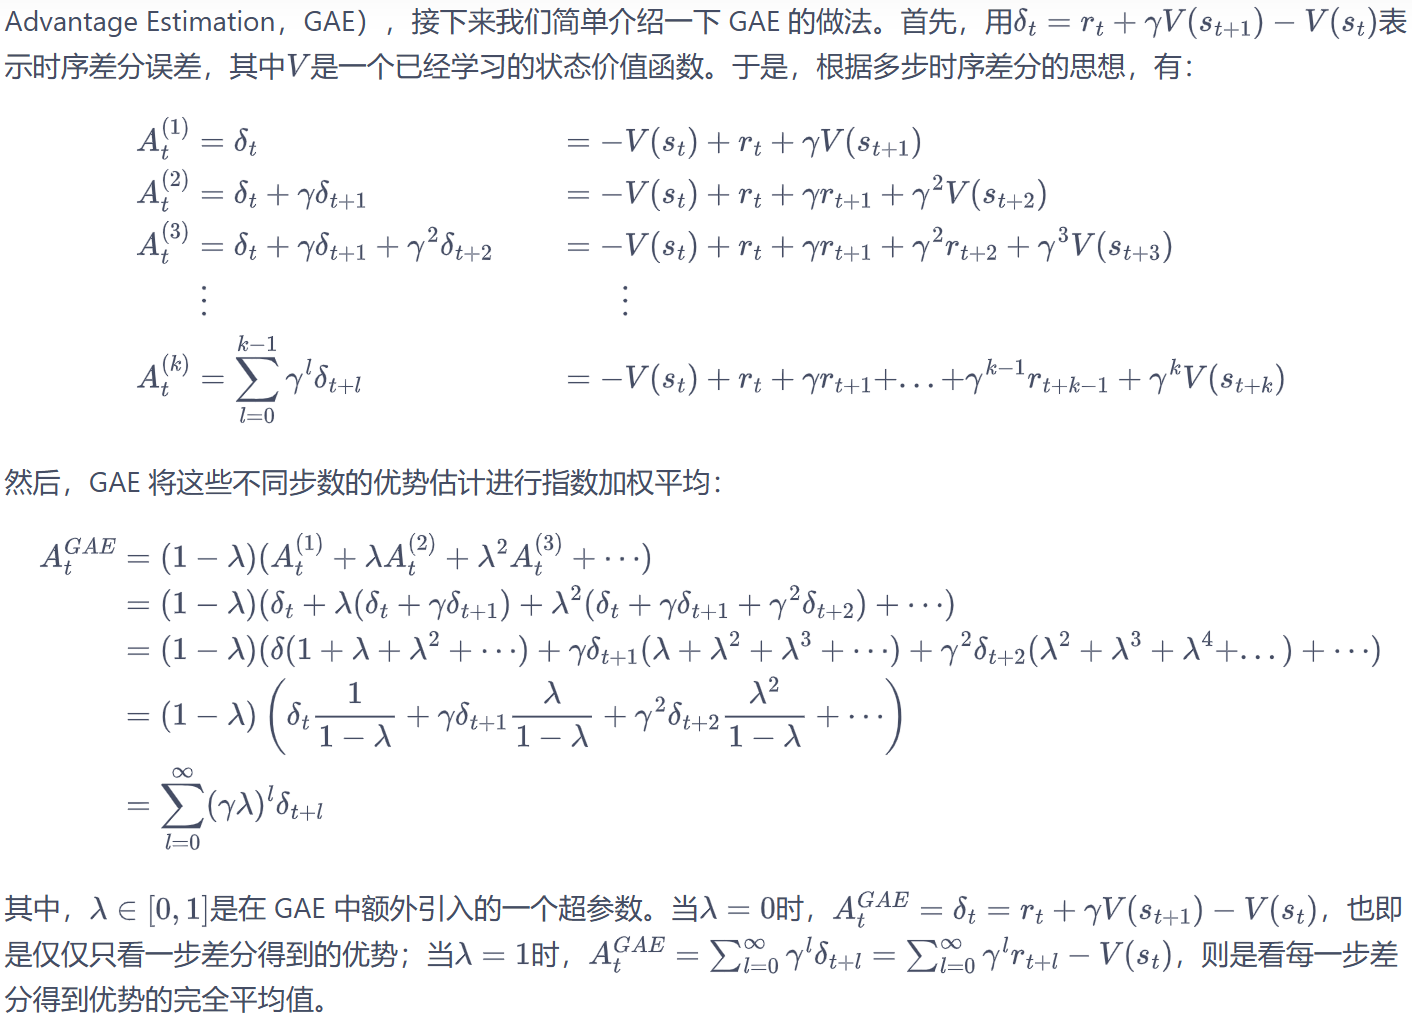 Advantage Estimation，GAE），接下来我们简单介绍一下 GAE 的做法。首先，用$\delta_t = r_t + \gamma V(s_{t+1}) - V(s_t)$表
示时序差分误差，其中$V$是一个已经学习的状态价值函数。于是，根据多步时序差分的思想，有：
$A_t^{(1)} = \delta_t \quad = -V(s_t) + r_t + \gamma V(s_{t+1})$
$A_t^{(2)} = \delta_t + \gamma\delta_{t+1} \quad = -V(s_t) + r_t + \gamma r_{t+1} + \gamma^2 V(s_{t+2})$
$A_t^{(3)} = \delta_t + \gamma\delta_{t+1} + \gamma^2\delta_{t+2} \quad = -V(s_t) + r_t + \gamma r_{t+1} + \gamma^2 r_{t+2} + \gamma^3 V(s_{t+3})$
$\vdots \quad \vdots$
$A_t^{(k)} = \sum_{l=0}^{k-1} \gamma^l \delta_{t+l} \quad = -V(s_t) + r_t + \gamma r_{t+1} + \ldots + \gamma^{k-1} r_{t+k-1} + \gamma^k V(s_{t+k})$
然后，GAE 将这些不同步数的优势估计进行指数加权平均：
$A_t^{GAE} = (1-\lambda)(A_t^{(1)} + \lambda A_t^{(2)} + \lambda^2 A_t^{(3)} + \cdots)$
$= (1-\lambda)(\delta_t + \lambda(\delta_t + \gamma\delta_{t+1}) + \lambda^2(\delta_t + \gamma\delta_{t+1} + \gamma^2\delta_{t+2}) + \cdots)$
$= (1-\lambda)(\delta(1 + \lambda + \lambda^2 + \cdots) + \gamma\delta_{t+1}(\lambda + \lambda^2 + \lambda^3 + \cdots) + \gamma^2\delta_{t+2}(\lambda^2 + \lambda^3 + \lambda^4 + \ldots) + \cdots)$
$= (1-\lambda)\left(\delta_t \frac{1}{1-\lambda} + \gamma\delta_{t+1}\frac{\lambda}{1-\lambda} + \gamma^2\delta_{t+2}\frac{\lambda^2}{1-\lambda} + \cdots\right)$
$= \sum_{l=0}^{\infty} (\gamma\lambda)^l \delta_{t+l}$
其中，$\lambda \in [0, 1]$是在 GAE 中额外引入的一个超参数。当$\lambda = 0$时，$A_t^{GAE} = \delta_t = r_t + \gamma V(s_{t+1}) - V(s_t)$，也即
是仅仅只看一步差分得到的优势；当$\lambda = 1$时，$A_t^{GAE} = \sum_{l=0}^{\infty} \gamma^l \delta_{t+l} = \sum_{l=0}^{\infty} \gamma^l r_{t+l} - V(s_t)$，则是看每一步差
分得到优势的完全平均值。